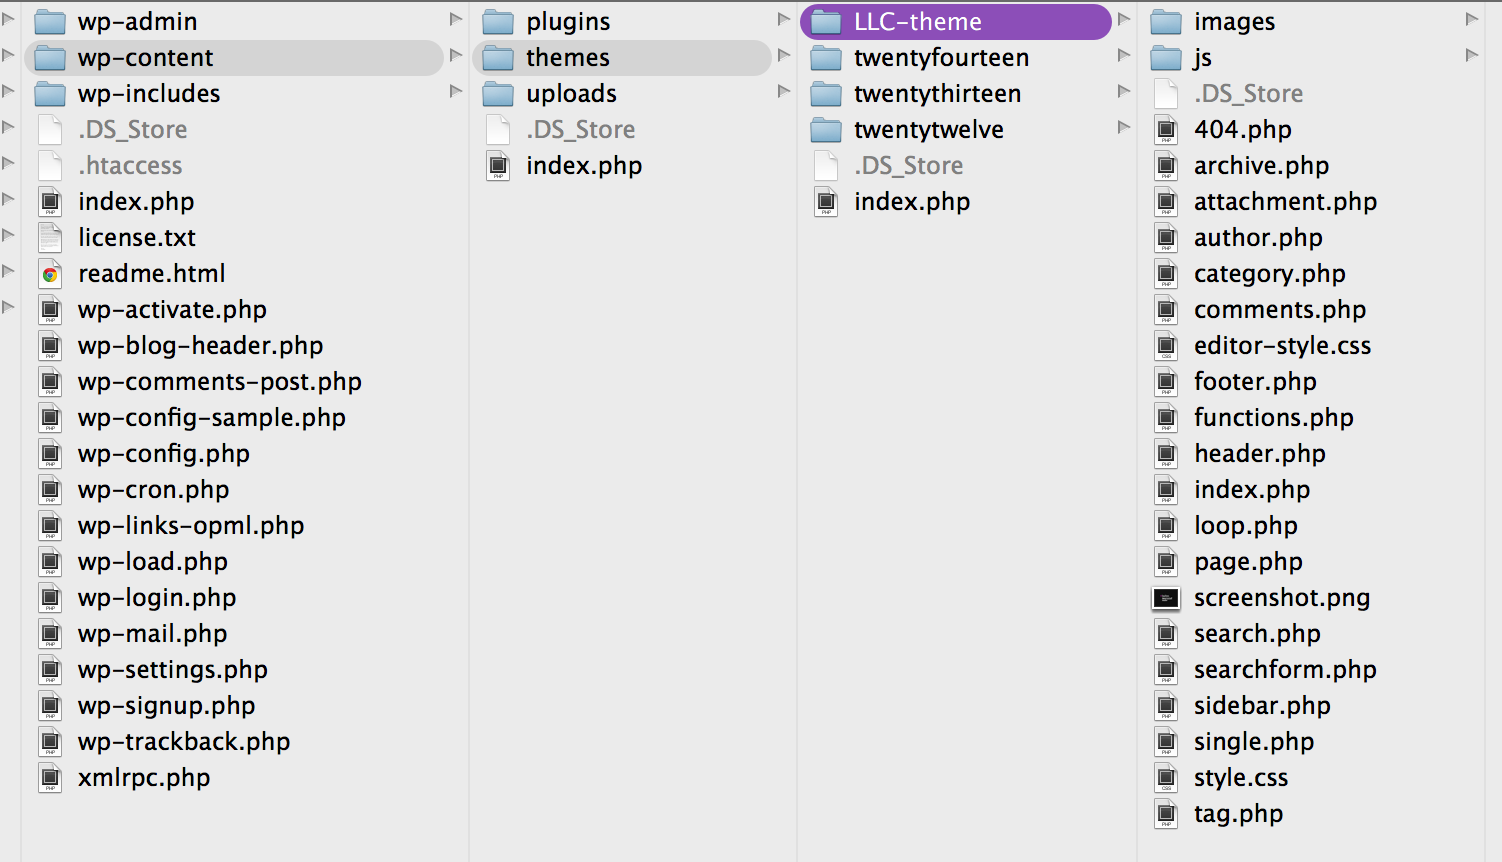 wp-admin
wp-content
wp-includes
.DS_Store
.htaccess
index.php
license.txt
readme.html
wp-activate.php
wp-blog-header.php
wp-comments-post.php
wp-config-sample.php
wp-config.php
wp-cron.php
wp-links-opml.php
wp-load.php
wp-login.php
wp-mail.php
wp-settings.php
wp-signup.php
wp-trackback.php
xmlrpc.php
plugins
themes
uploads
.DS_Store
index.php
LLC-theme
twentyfourteen
twentythirteen
twentytwelve
.DS_Store
index.php
images
js
.DS_Store
404.php
archive.php
attachment.php
author.php
category.php
comments.php
editor-style.css
footer.php
functions.php
header.php
index.php
loop.php
page.php
screenshot.png
search.php
searchform.php
sidebar.php
single.php
style.css
tag.php